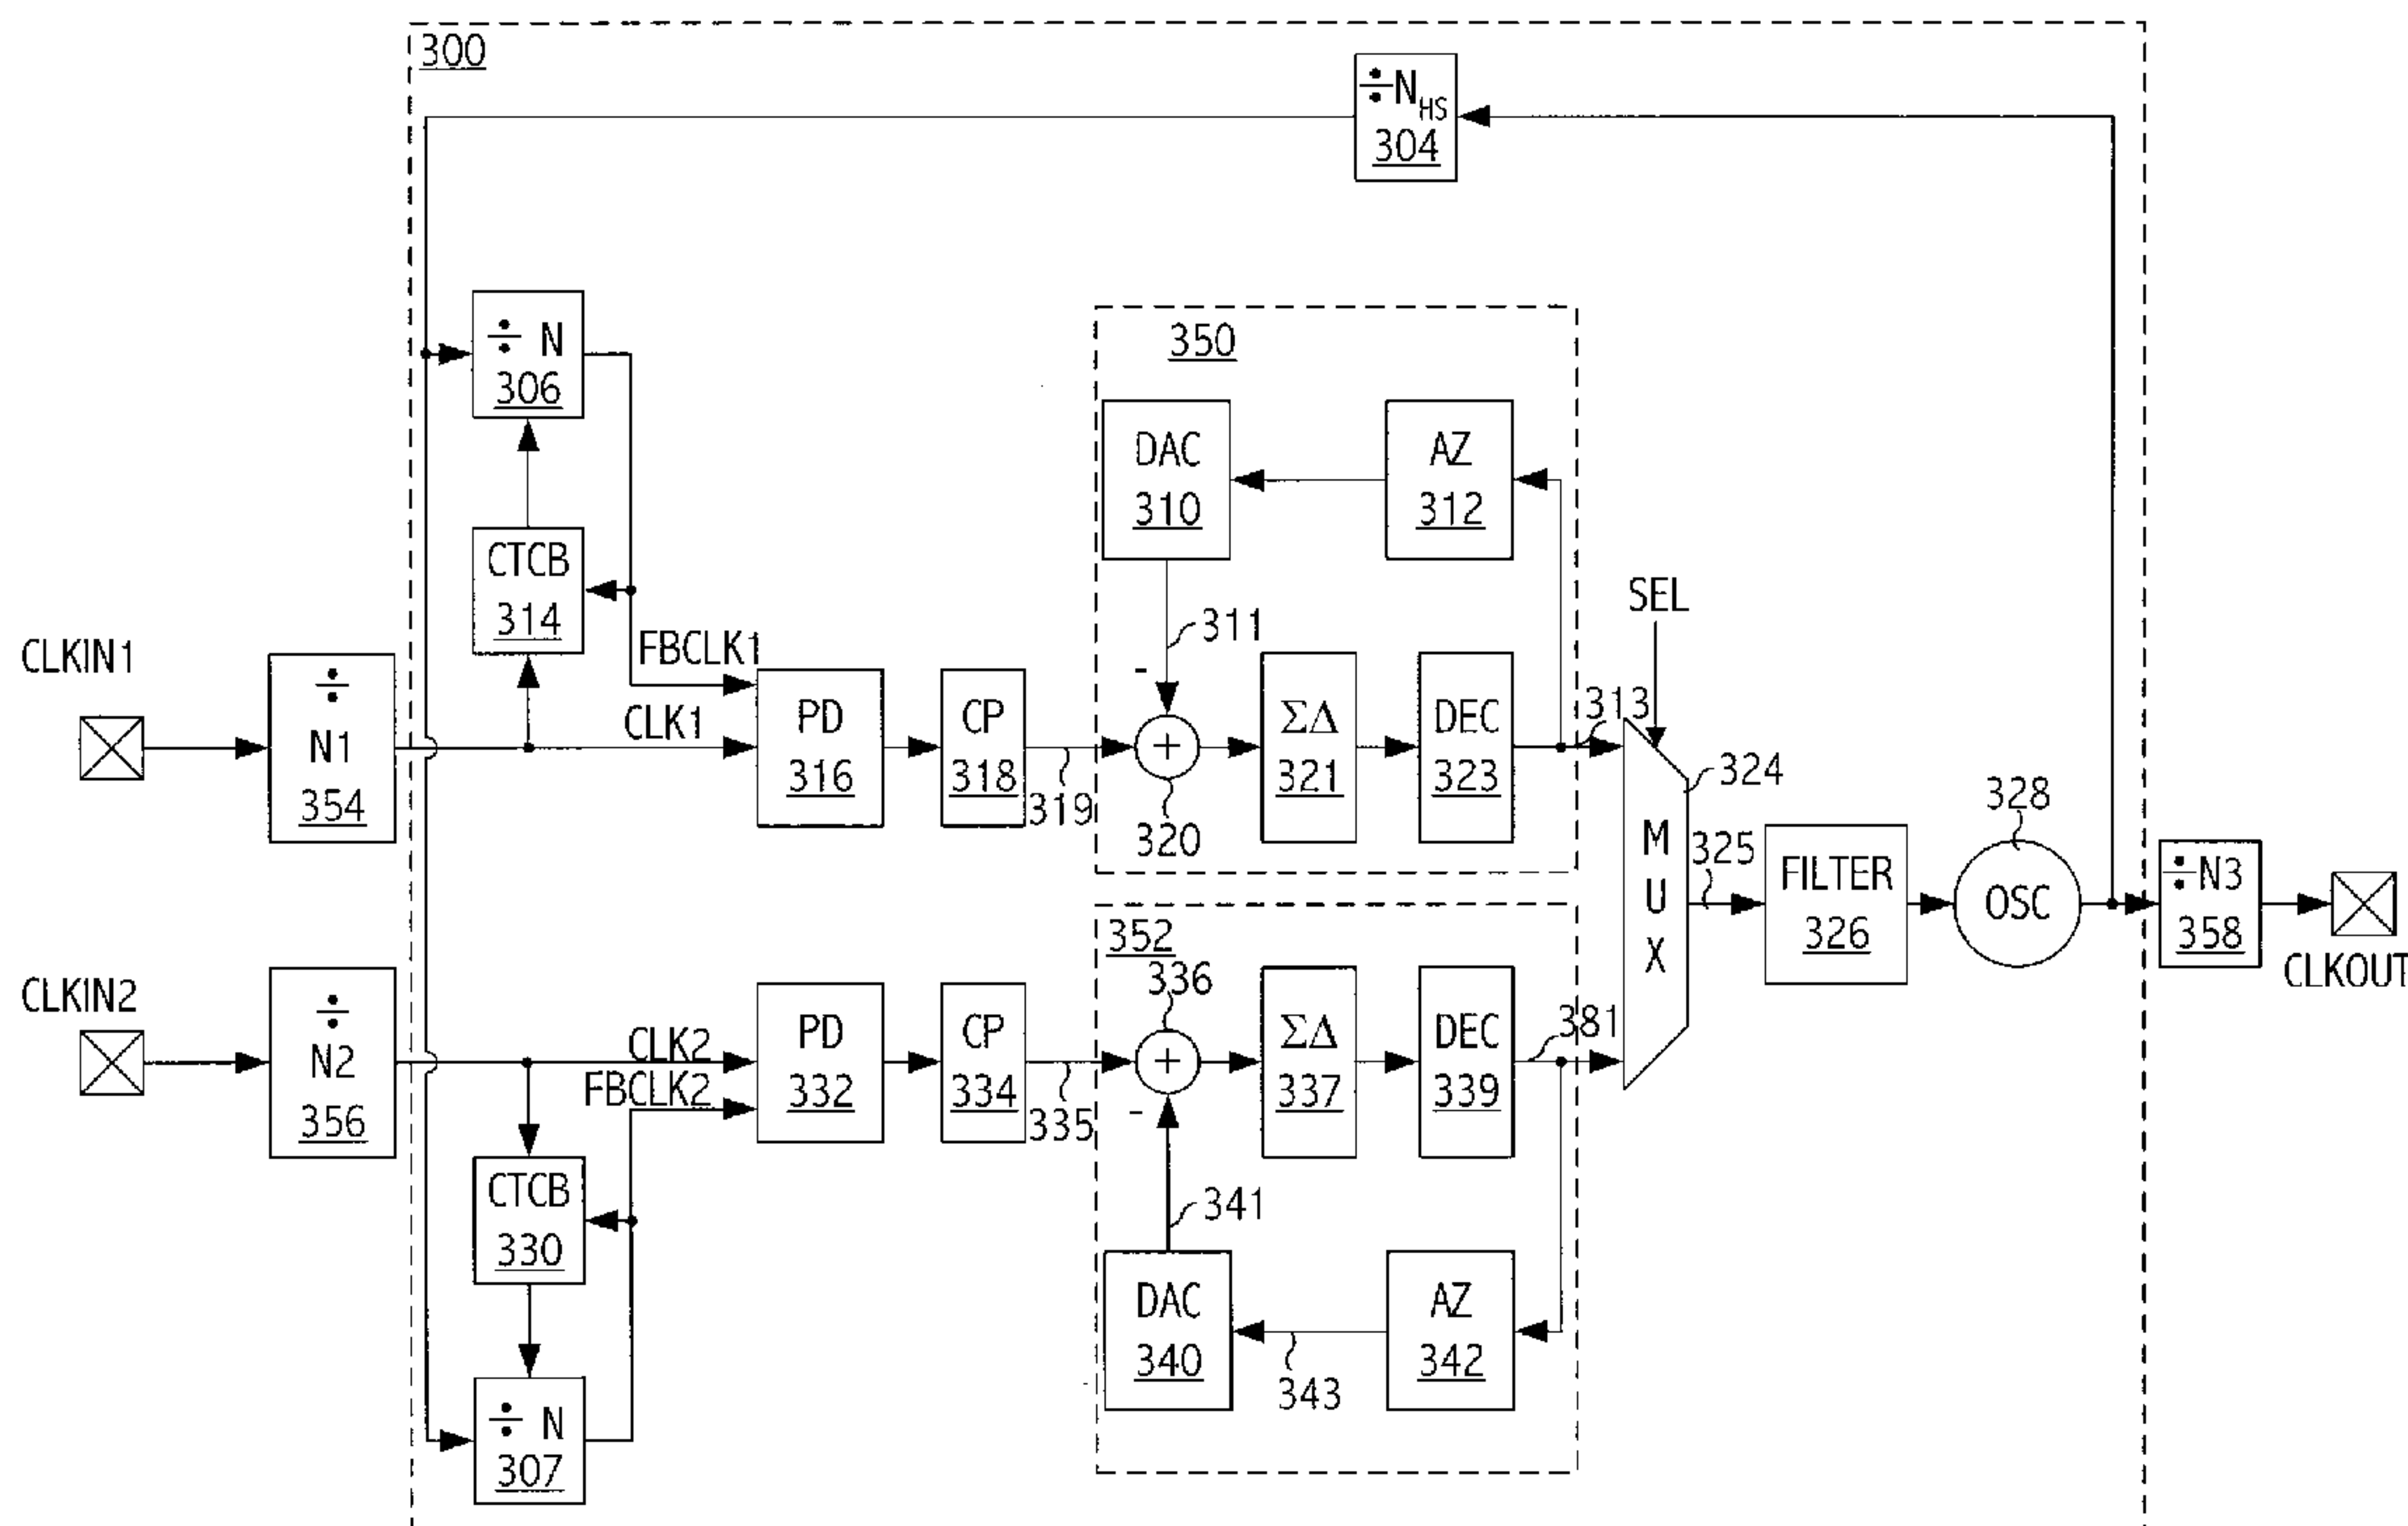 300
÷N_HS
304
÷ N
306
CTCB
314
CLKIN1
÷
N1
354
FBCLK1
CLK1
PD
316
CP
318
319
350
DAC
310
AZ
312
311
-
+
320
ΣΔ
321
DEC
323
313
SEL
324
M
U
X
325
FILTER
326
328
OSC
÷N3
358
CLKOUT
CLKIN2
÷
N2
356
CLK2
FBCLK2
PD
332
CP
334
335
352
336
+
-
ΣΔ
337
DEC
339
381
CTCB
330
÷ N
307
341
DAC
340
343
AZ
342